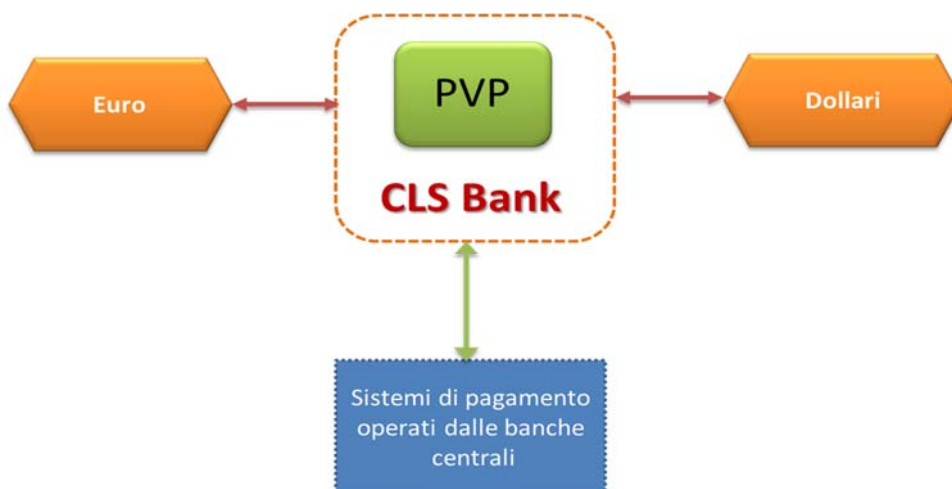 Euro
PVP
Dollari
CLS Bank
Sistemi di pagamento
operati dalle banche
centrali